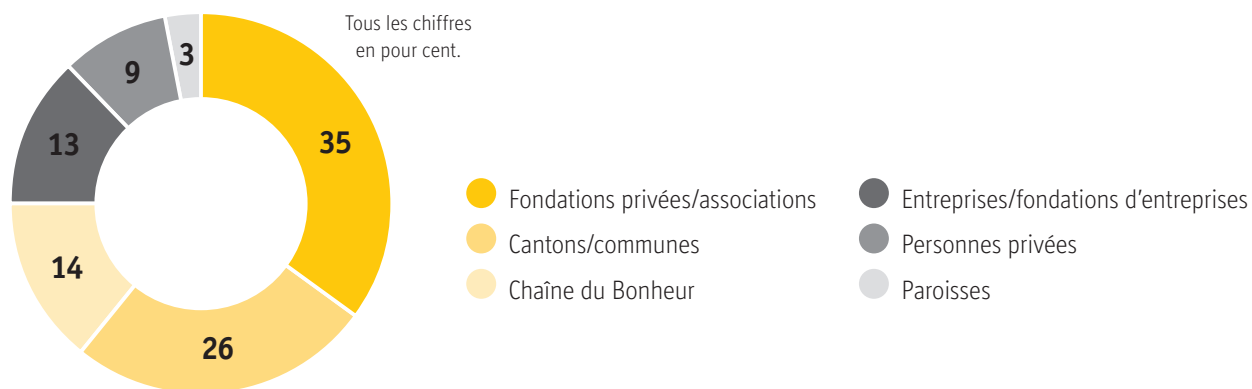 Tous les chiffres
en pour cent.
3
9
13
35
14
26
Fondations privées/associations
Cantons/communes
Chaîne du Bonheur
Entreprises/fondations d'entreprises
Personnes privées
Paroisses